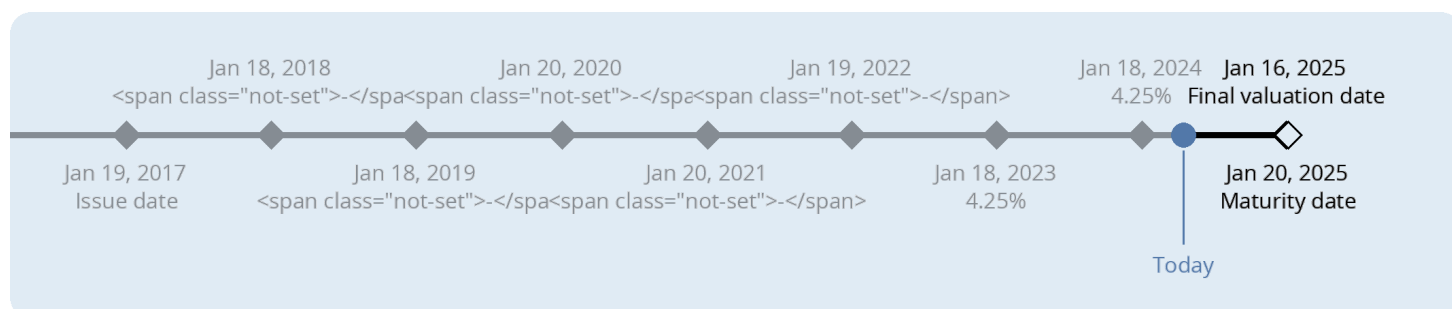 Jan 18, 2018
<span class="not-set">-</spa
Jan 20, 2020
<span class="not-set">-</spa
Jan 19, 2022
<span class="not-set">-</span>
Jan 18, 2024
4.25%
Jan 16, 2025
Final valuation date
Jan 19, 2017
Issue date
Jan 18, 2019
<span class="not-set">-</spa
Jan 20, 2021
<span class="not-set">-</span>
Jan 18, 2023
4.25%
Jan 20, 2025
Maturity date
Today